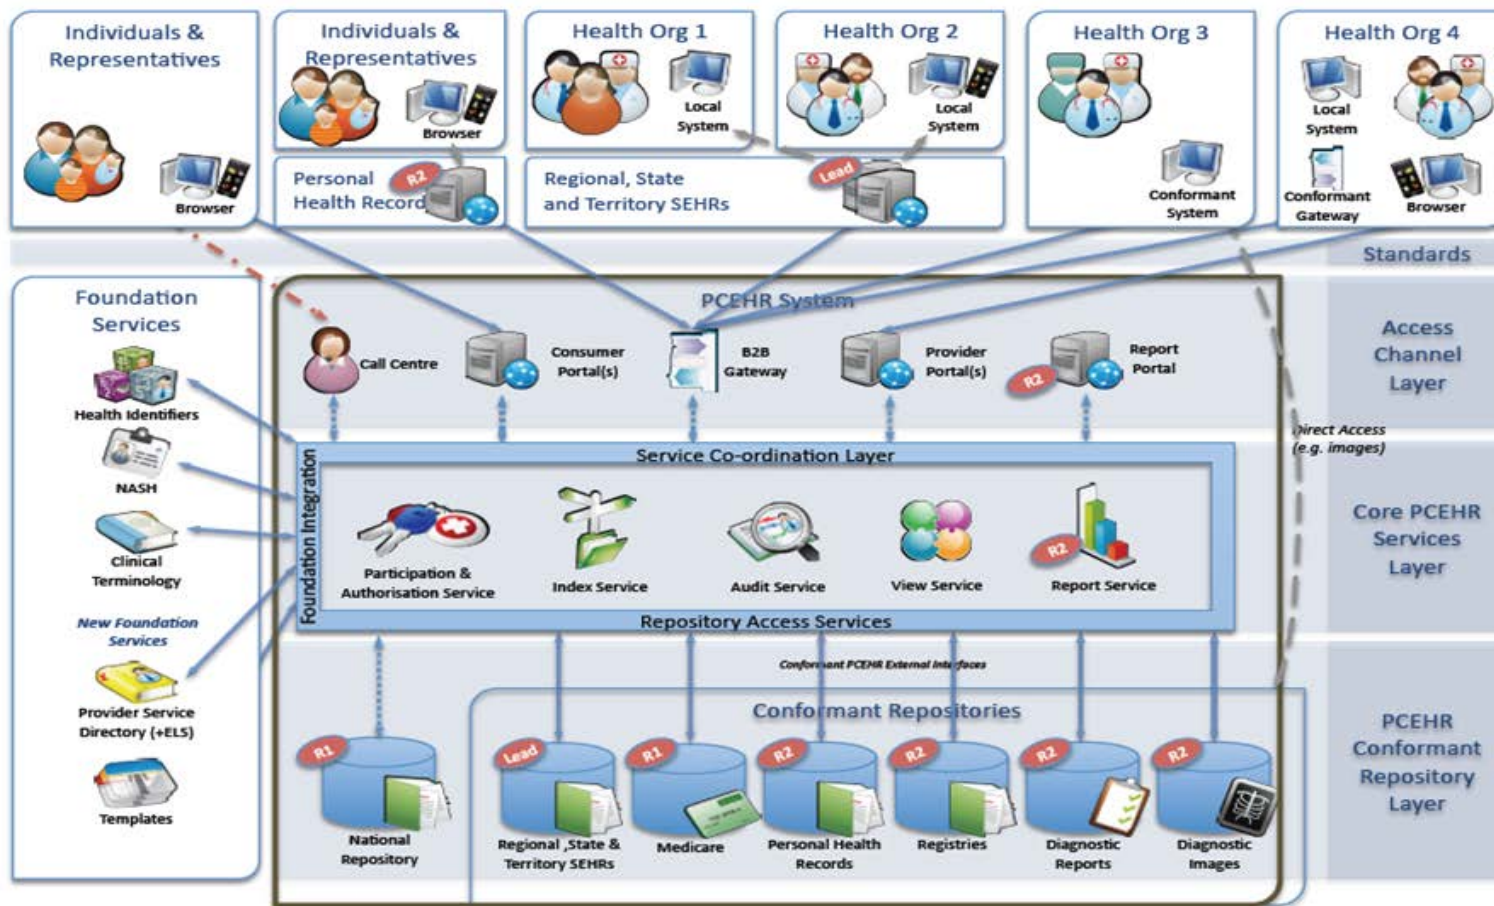 Individuals &
Representatives
Browser
Individuals &
Representatives
Browser
R2
Personal
Health Record
Health Org 1
Local
System
Health Org 2
Local
System
Lead
Regional, State
and Territory SEHRs
Health Org 3
Conformant
System
Health Org 4
Local
System
Conformant
Gateway
Browser
Standards
Foundation
Services
Health Identifiers
NASH
Clinical
Terminology
New Foundation
Services
Provider Service
Directory (+ELS)
Templates
PCEHR System
Call Centre
Consumer
Portal(s)
B2B
Gateway
Provider
Portal(s)
R2
Report
Portal
Access
Channel
Layer
Direct Access
(e.g. images)
Foundation Integration
Service Co-ordination Layer
Participation &
Authorisation Service
Index Service
Audit Service
View Service
R2
Report Service
Repository Access Services
Core PCEHR
Services
Layer
Conformant PCEHR External Interfaces
Conformant Repositories
R1
National
Repository
Lead
Regional ,State &
Territory SEHRs
R1
Medicare
R2
Personal Health
Records
R2
Registries
R2
Diagnostic
Reports
R2
Diagnostic
Images
PCEHR
Conformant
Repository
Layer